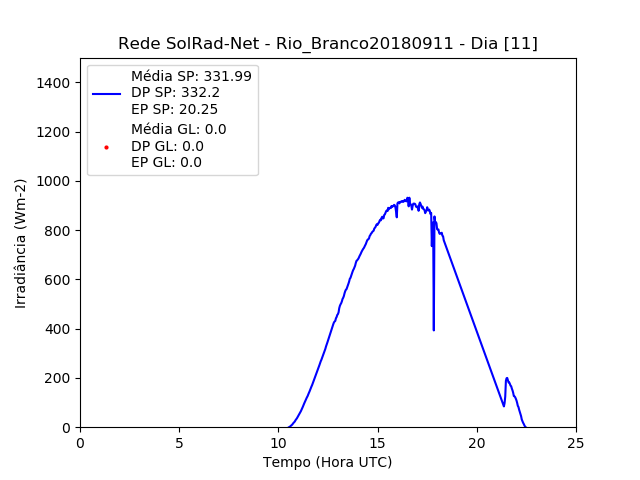 Rede SolRad-Net - Rio_Branco20180911 - Dia [11]
Média SP: 331.99
DP SP: 332.2
EP SP: 20.25
Média GL: 0.0
DP GL: 0.0
EP GL: 0.0
Irradiância (Wm-2)
1400
1200
1000
800
600
400
200
0
0 5 10 15 20 25
Tempo (Hora UTC)